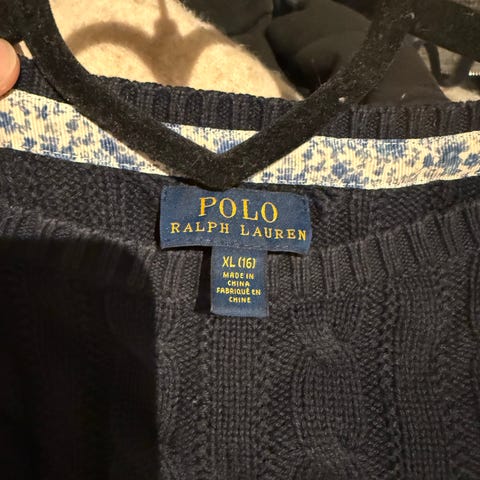 POLO
RALPH LAUREN
XL (16)
MADE IN
CHINA
FABRIQUÉ EN
CHINE